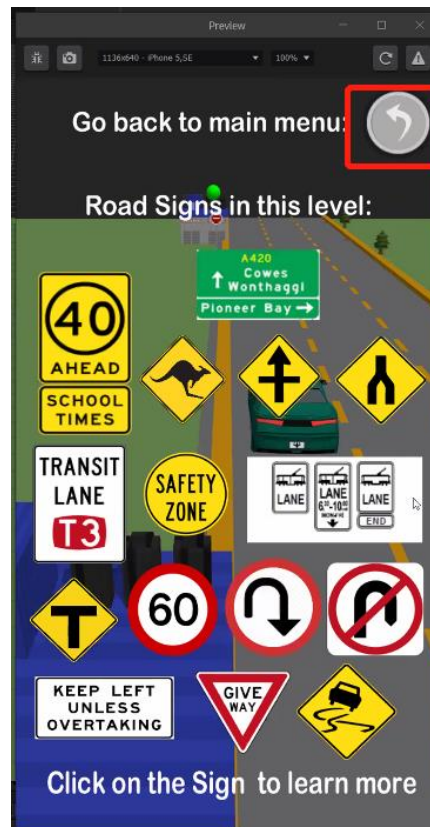 Preview
1136x640 - iPhone 5,5E
100%
Go back to main menu:
Road Signs in this level:
A420
Cowes
Wonthaggi
Pioneer Bay
40
AHEAD
SCHOOL
TIMES
TRANSIT
LANE
T3
SAFETY
ZONE
LANE
LANE
LANE
END
60
KEEP LEFT
UNLESS
OVERTAKING
GIVE
WAY
Click on the Sign to learn more